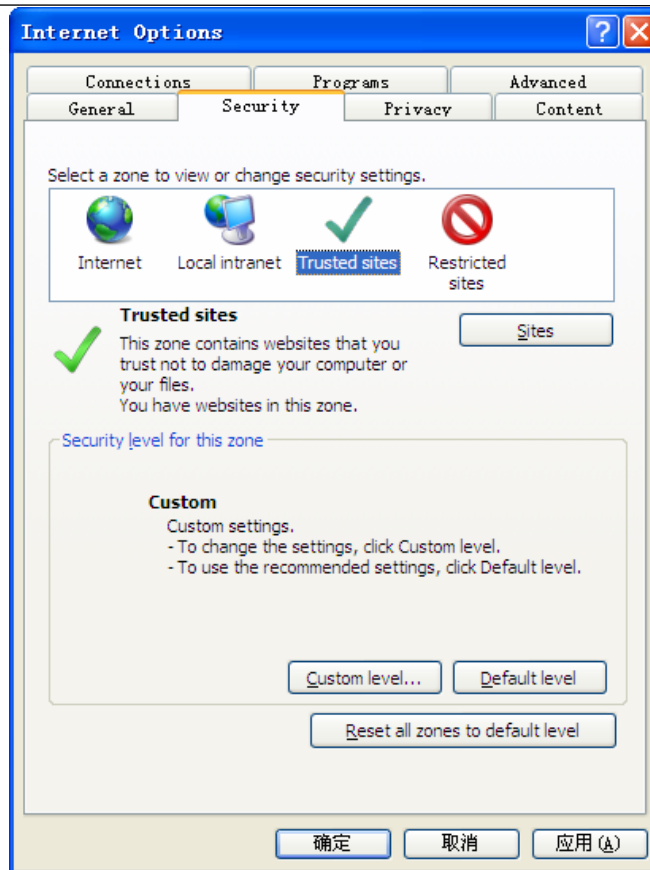 Internet Options
Connections Programs Advanced
General Security Privacy Content
Select a zone to view or change security settings.
Internet Local intranet Trusted sites Restricted
sites
Trusted sites
Sites
This zone contains websites that you
trust not to damage your computer or
your files.
You have websites in this zone.
Security level for this zone
Custom
Custom settings.
- To change the settings, click Custom level.
- To use the recommended settings, click Default level.
Custom level... Default level
Reset all zones to default level
确定 取消 应用(A)